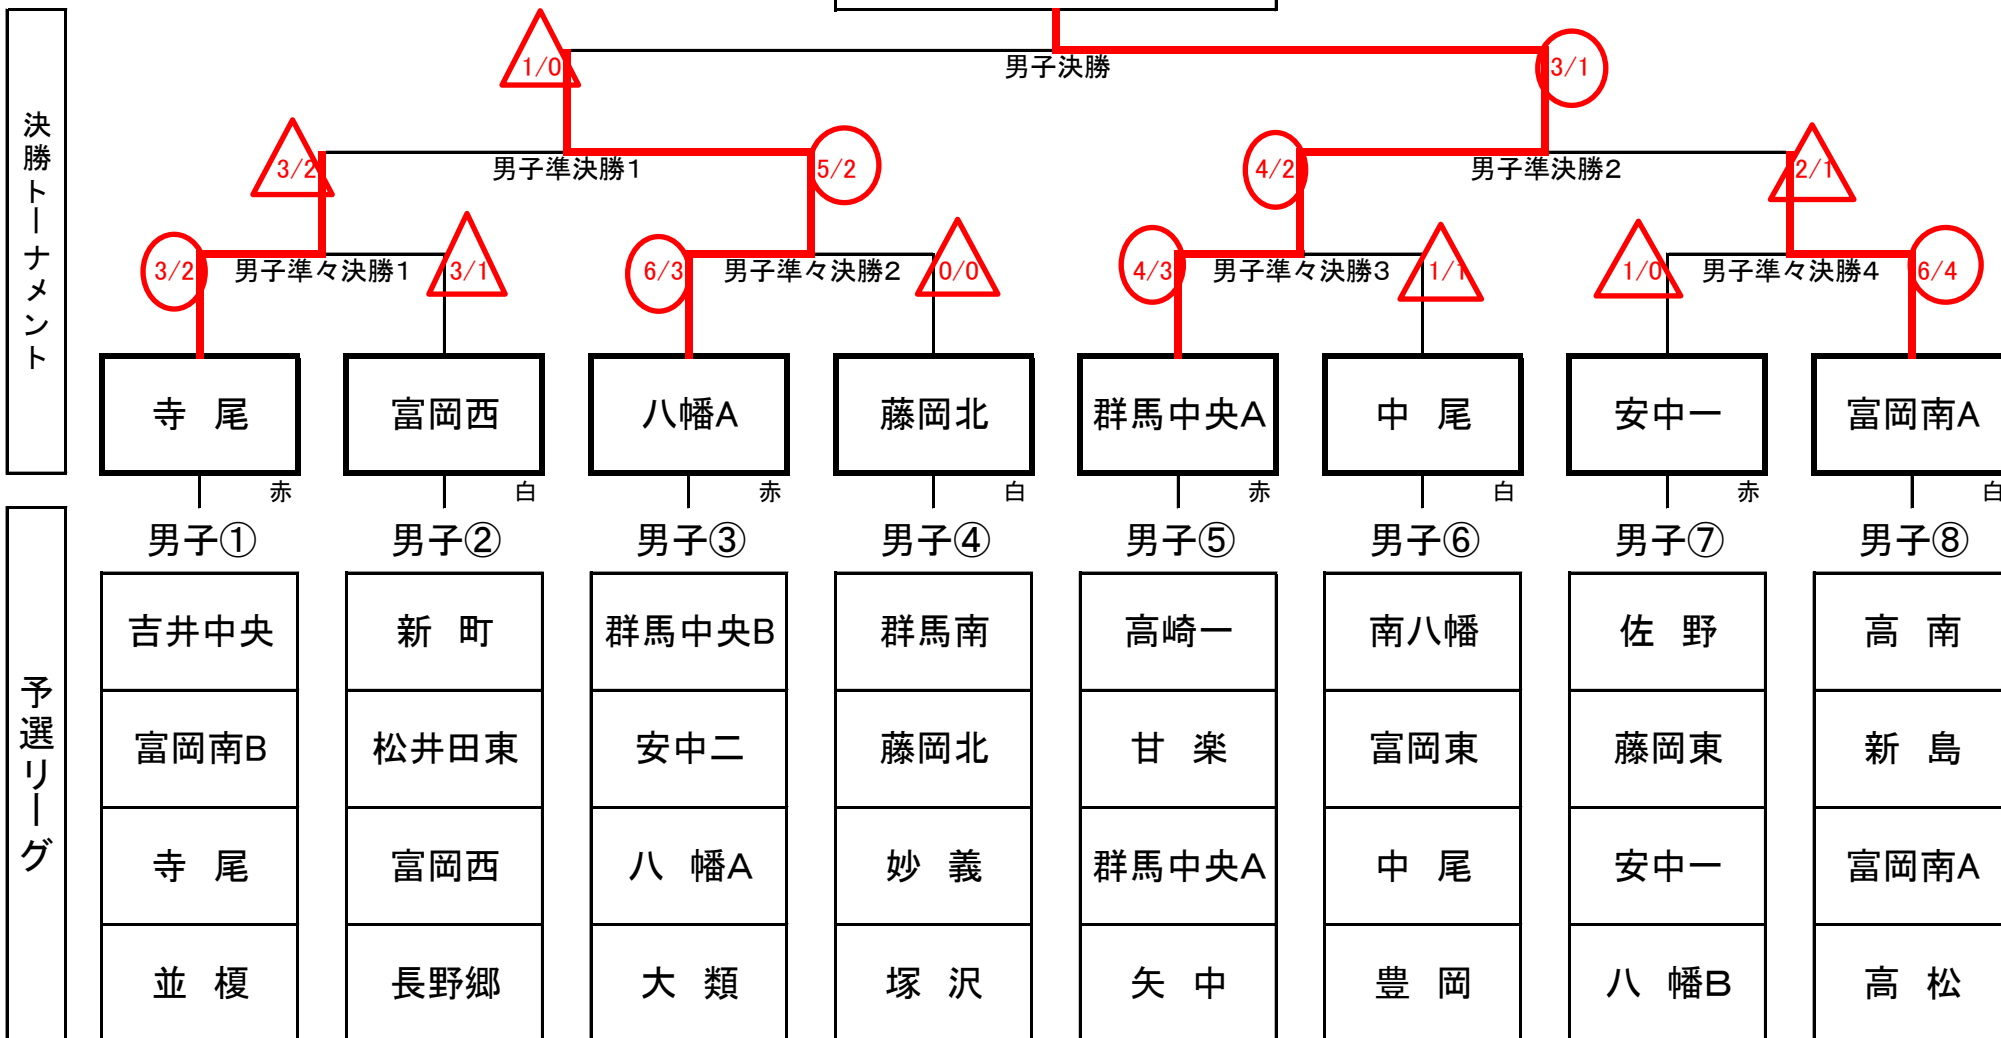 1/0
男子決勝
3/1
決勝トーナメント
3/2
男子準決勝1
5/2
4/2
男子準決勝2
2/1
3/2
男子準々決勝1
3/1
6/3
男子準々決勝2
0/0
4/3
男子準々決勝3
1/1
1/0
男子準々決勝4
6/4
寺 尾
富岡西
八幡A
藤岡北
群馬中央A
中 尾
安中一
富岡南A
赤
白
赤
白
赤
白
赤
白
予選リーグ
男子①
男子②
男子③
男子④
男子⑤
男子⑥
男子⑦
男子⑧
吉井中央
新 町
群馬中央B
群馬南
高崎一
南八幡
佐 野
高 南
富岡南B
松井田東
安中二
藤岡北
甘 楽
富岡東
藤岡東
新 島
寺 尾
富岡西
八 幡A
妙 義
群馬中央A
中 尾
安中一
富岡南A
並 榎
長野郷
大 類
塚 沢
矢 中
豊 岡
八 幡B
高 松